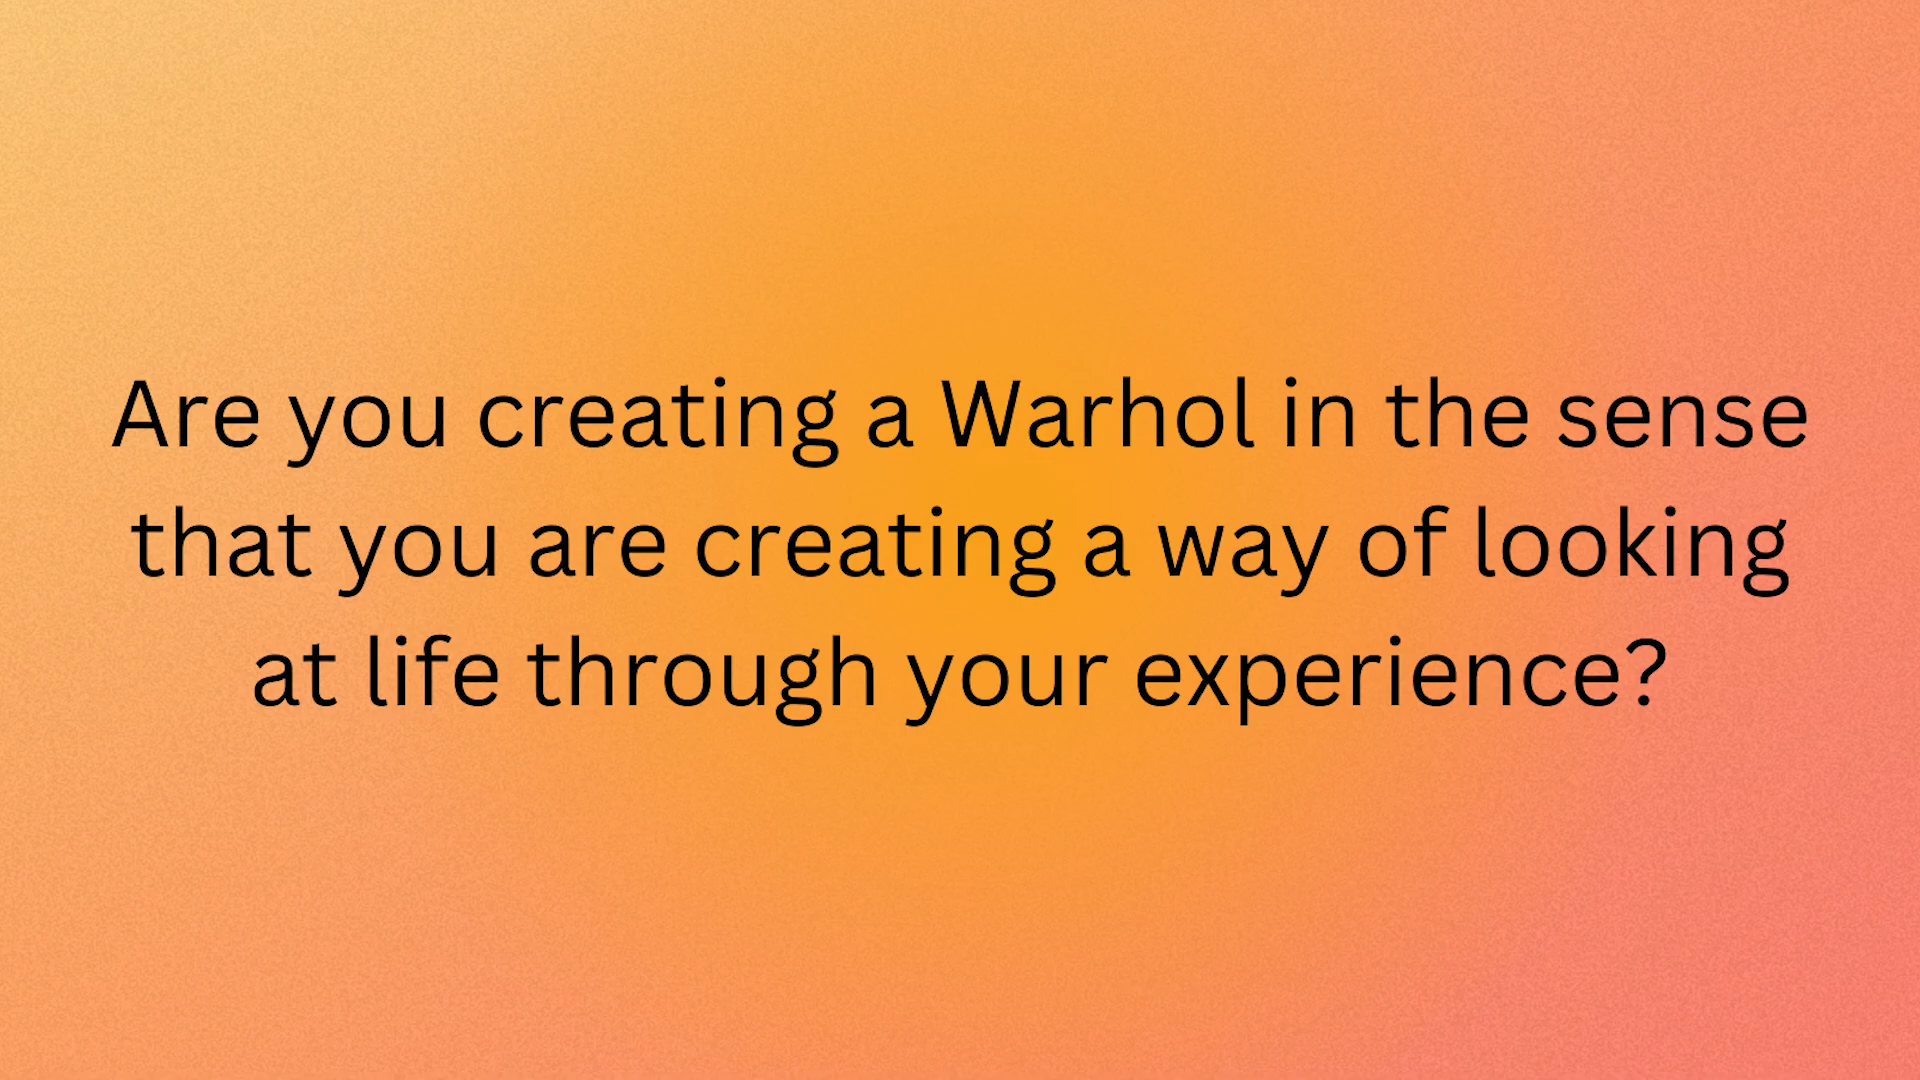 Are you creating a Warhol in the sense
that you are creating a way of looking
at life through your experience?